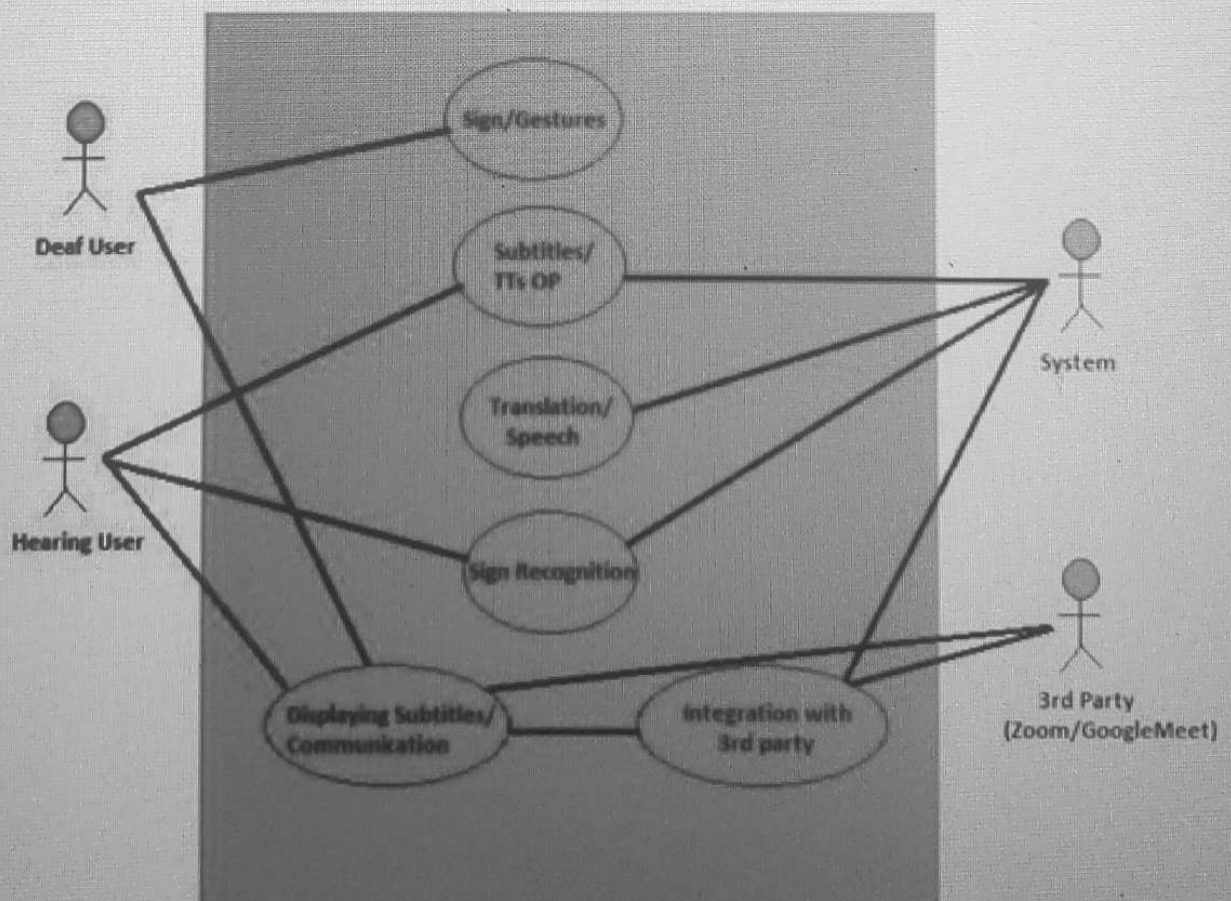 Sign/Gestures
Deaf User
Subtitles/
TTs OP
System
Translation/
Speech
Hearing User
Sign Recognition
3rd Party
(Zoom/GoogleMeet)
Displaying Subtitles/
Communication
Integration with
3rd party